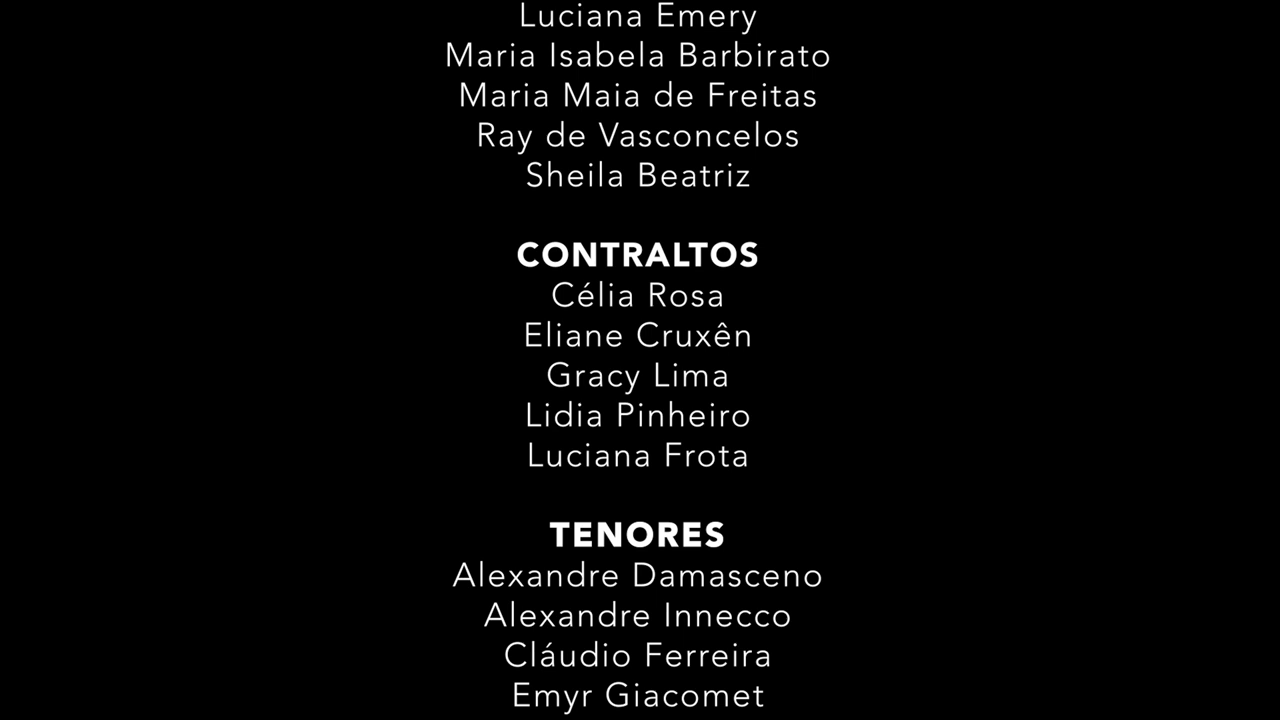 Luciana Emery
Maria Isabela Barbirato
Maria Maia de Freitas
Ray de Vasconcelos
Sheila Beatriz
CONTRALTOS
Célia Rosa
Eliane Cruxên
Gracy Lima
Lidia Pinheiro
Luciana Frota
TENORES
Alexandre Damasceno
Alexandre Innecco
Cláudio Ferreira
Emyr Giacomet